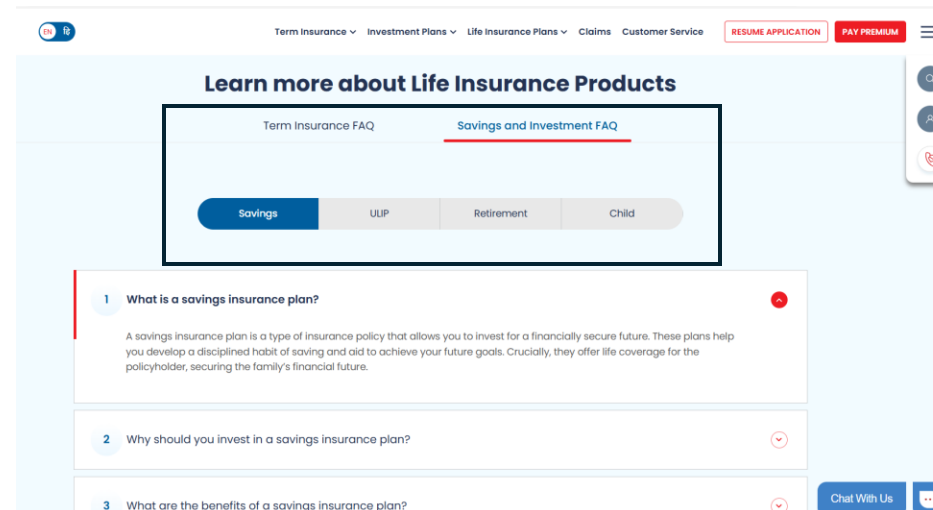 EN हि
Term Insurance Investment Plans Life Insurance Plans Claims Customer Service RESUME APPLICATION PAY PREMIUM
Learn more about Life Insurance Products
Term Insurance FAQ Savings and Investment FAQ
Savings ULIP Retirement Child
1 What is a savings insurance plan?
A savings insurance plan is a type of insurance policy that allows you to invest for a financially secure future. These plans help
you develop a disciplined habit of saving and aid to achieve your future goals. Crucially, they offer life coverage for the
policyholder, securing the family's financial future.
2 Why should you invest in a savings insurance plan?
3 What are the benefits of a savings insurance plan?
Chat With Us